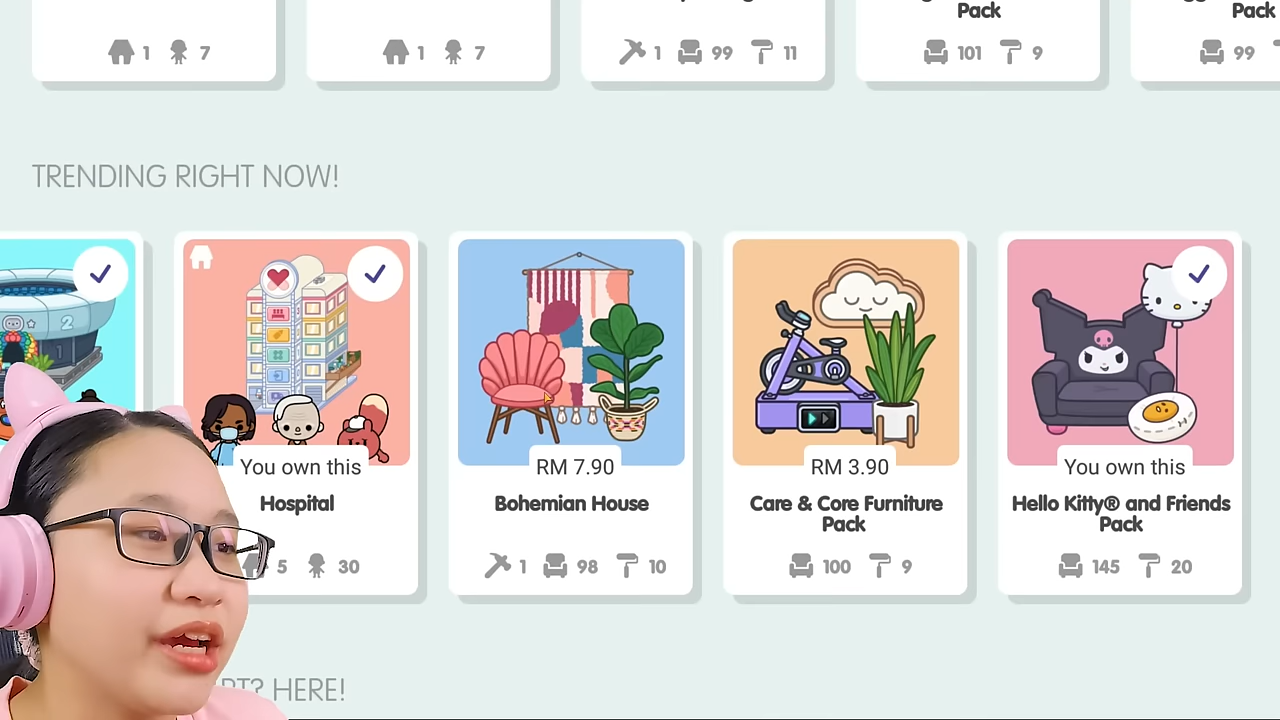 Pack
Pack
1 7
1 7
1 99 11
101 9
99
TRENDING RIGHT NOW!
2
You own this
Hospital
5 30
RM 7.90
Bohemian House
1 98 10
RM 3.90
Care & Core Furniture
Pack
100 9
You own this
Hello Kitty® and Friends
Pack
145 20
HERE!